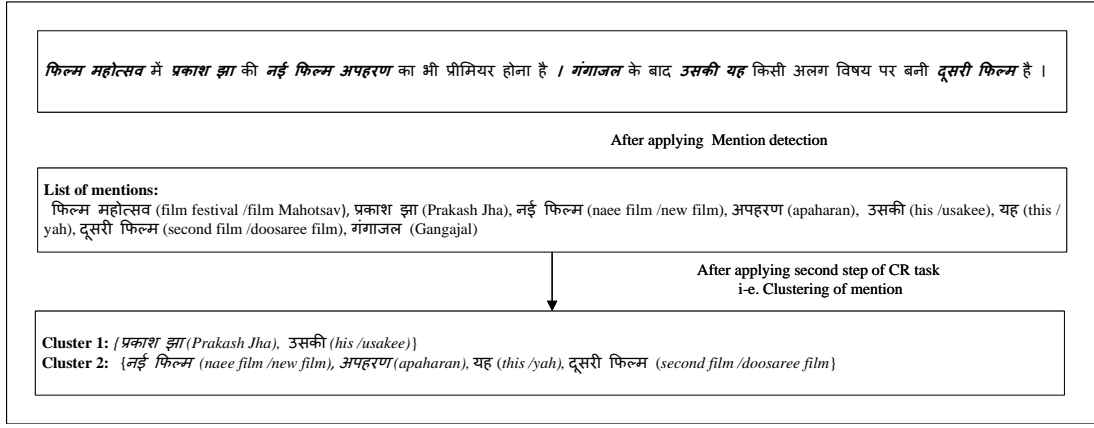 फिल्म महोत्सव में प्रकाश झा की नई फिल्म अपहरण का भी प्रीमियर होना है । गंगाजल के बाद उसकी यह किसी अलग विषय पर बनी दूसरी फिल्म है ।
After applying Mention detection
List of mentions:
फिल्म महोत्सव (film festival /film Mahotsav), प्रकाश झा (Prakash Jha), नई फिल्म (naee film /new film), अपहरण (apaharan), उसकी (his /usakee), यह (this /
yah), दूसरी फिल्म (second film /doosaree film), गंगाजल (Gangajal)
After applying second step of CR task
i-e. Clustering of mention
Cluster 1: {प्रकाश झा (Prakash Jha), उसकी (his /usakee)}
Cluster 2: {नई फिल्म (naee film /new film), अपहरण (apaharan), यह (this /yah), दूसरी फिल्म (second film /doosaree film}